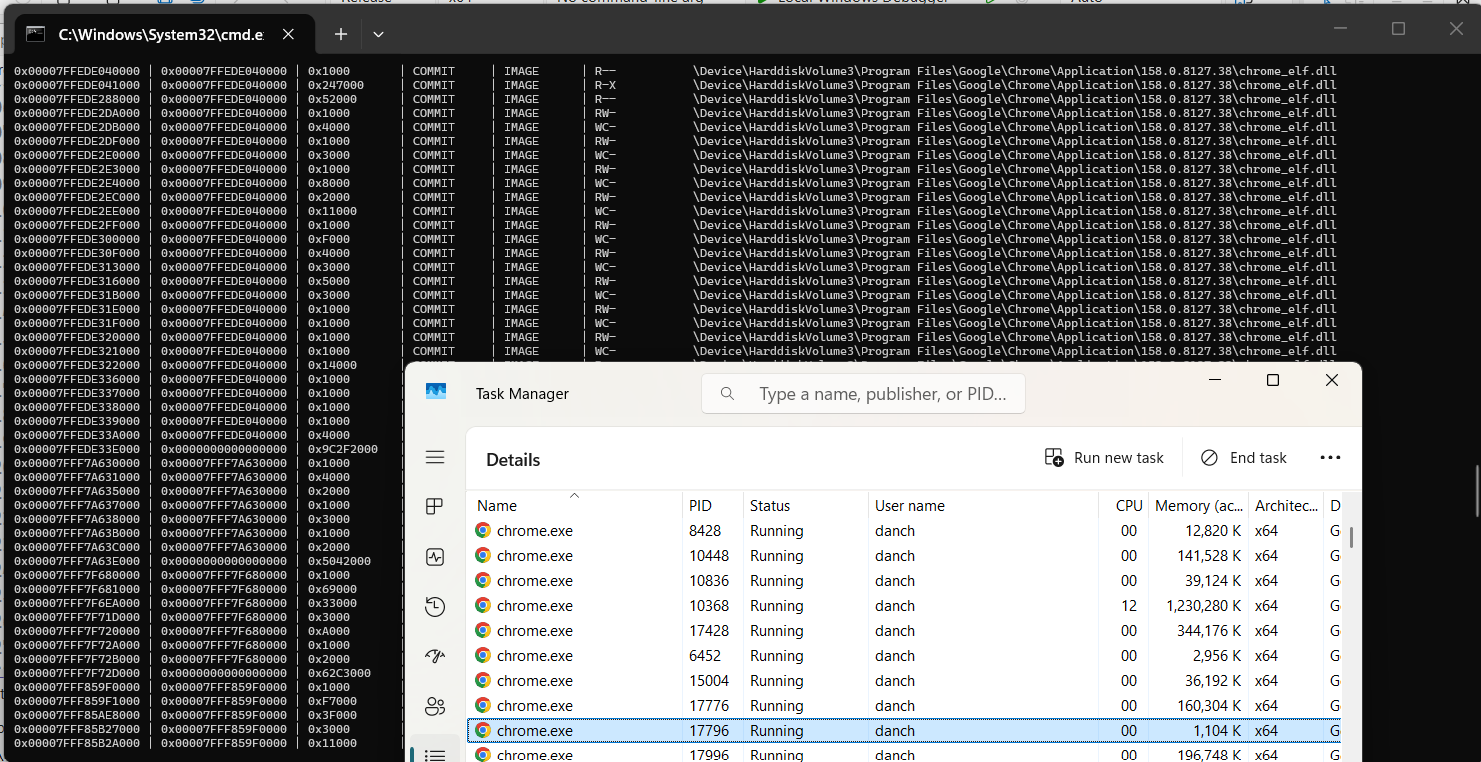 Release x64 No command-line arg Local Windows Debugger Auto
C:\Windows\System32\cmd.e
0x00007FFEDE040000 | 0x00007FFEDE040000 | 0x1000 | COMMIT | IMAGE | R-- \Device\HarddiskVolume3\Program Files\Google\Chrome\Application\158.0.8127.38\chrome_elf.dll
0x00007FFEDE041000 | 0x00007FFEDE040000 | 0x247000 | COMMIT | IMAGE | R-X \Device\HarddiskVolume3\Program Files\Google\Chrome\Application\158.0.8127.38\chrome_elf.dll
0x00007FFEDE288000 | 0x00007FFEDE040000 | 0x52000 | COMMIT | IMAGE | R-- \Device\HarddiskVolume3\Program Files\Google\Chrome\Application\158.0.8127.38\chrome_elf.dll
0x00007FFEDE2DA000 | 0x00007FFEDE040000 | 0x1000 | COMMIT | IMAGE | RW- \Device\HarddiskVolume3\Program Files\Google\Chrome\Application\158.0.8127.38\chrome_elf.dll
0x00007FFEDE2DB000 | 0x00007FFEDE040000 | 0x4000 | COMMIT | IMAGE | WC- \Device\HarddiskVolume3\Program Files\Google\Chrome\Application\158.0.8127.38\chrome_elf.dll
0x00007FFEDE2DF000 | 0x00007FFEDE040000 | 0x1000 | COMMIT | IMAGE | RW- \Device\HarddiskVolume3\Program Files\Google\Chrome\Application\158.0.8127.38\chrome_elf.dll
0x00007FFEDE2E0000 | 0x00007FFEDE040000 | 0x3000 | COMMIT | IMAGE | WC- \Device\HarddiskVolume3\Program Files\Google\Chrome\Application\158.0.8127.38\chrome_elf.dll
0x00007FFEDE2E3000 | 0x00007FFEDE040000 | 0x1000 | COMMIT | IMAGE | RW- \Device\HarddiskVolume3\Program Files\Google\Chrome\Application\158.0.8127.38\chrome_elf.dll
0x00007FFEDE2E4000 | 0x00007FFEDE040000 | 0x8000 | COMMIT | IMAGE | WC- \Device\HarddiskVolume3\Program Files\Google\Chrome\Application\158.0.8127.38\chrome_elf.dll
0x00007FFEDE2EC000 | 0x00007FFEDE040000 | 0x2000 | COMMIT | IMAGE | RW- \Device\HarddiskVolume3\Program Files\Google\Chrome\Application\158.0.8127.38\chrome_elf.dll
0x00007FFEDE2EE000 | 0x00007FFEDE040000 | 0x11000 | COMMIT | IMAGE | WC- \Device\HarddiskVolume3\Program Files\Google\Chrome\Application\158.0.8127.38\chrome_elf.dll
0x00007FFEDE2FF000 | 0x00007FFEDE040000 | 0x1000 | COMMIT | IMAGE | RW- \Device\HarddiskVolume3\Program Files\Google\Chrome\Application\158.0.8127.38\chrome_elf.dll
0x00007FFEDE300000 | 0x00007FFEDE040000 | 0xF000 | COMMIT | IMAGE | WC- \Device\HarddiskVolume3\Program Files\Google\Chrome\Application\158.0.8127.38\chrome_elf.dll
0x00007FFEDE30F000 | 0x00007FFEDE040000 | 0x4000 | COMMIT | IMAGE | RW- \Device\HarddiskVolume3\Program Files\Google\Chrome\Application\158.0.8127.38\chrome_elf.dll
0x00007FFEDE313000 | 0x00007FFEDE040000 | 0x3000 | COMMIT | IMAGE | WC- \Device\HarddiskVolume3\Program Files\Google\Chrome\Application\158.0.8127.38\chrome_elf.dll
0x00007FFEDE316000 | 0x00007FFEDE040000 | 0x5000 | COMMIT | IMAGE | RW- \Device\HarddiskVolume3\Program Files\Google\Chrome\Application\158.0.8127.38\chrome_elf.dll
0x00007FFEDE31B000 | 0x00007FFEDE040000 | 0x3000 | COMMIT | IMAGE | WC- \Device\HarddiskVolume3\Program Files\Google\Chrome\Application\158.0.8127.38\chrome_elf.dll
0x00007FFEDE31E000 | 0x00007FFEDE040000 | 0x1000 | COMMIT | IMAGE | RW- \Device\HarddiskVolume3\Program Files\Google\Chrome\Application\158.0.8127.38\chrome_elf.dll
0x00007FFEDE31F000 | 0x00007FFEDE040000 | 0x1000 | COMMIT | IMAGE | WC- \Device\HarddiskVolume3\Program Files\Google\Chrome\Application\158.0.8127.38\chrome_elf.dll
0x00007FFEDE320000 | 0x00007FFEDE040000 | 0x1000 | COMMIT | IMAGE | RW- \Device\HarddiskVolume3\Program Files\Google\Chrome\Application\158.0.8127.38\chrome_elf.dll
0x00007FFEDE321000 | 0x00007FFEDE040000 | 0x1000 | COMMIT | IMAGE | WC- \Device\HarddiskVolume3\Program Files\Google\Chrome\Application\158.0.8127.38\chrome_elf.dll
0x00007FFEDE322000 | 0x00007FFEDE040000 | 0x14000
0x00007FFEDE336000 | 0x00007FFEDE040000 | 0x1000
0x00007FFEDE337000 | 0x00007FFEDE040000 | 0x1000
0x00007FFEDE338000 | 0x00007FFEDE040000 | 0x1000
0x00007FFEDE339000 | 0x00007FFEDE040000 | 0x1000
0x00007FFEDE33A000 | 0x00007FFEDE040000 | 0x4000
0x00007FFEDE33E000 | 0x0000000000000000 | 0x9C2F2000
0x00007FFF7A630000 | 0x00007FFF7A630000 | 0x1000
0x00007FFF7A631000 | 0x00007FFF7A630000 | 0x4000
0x00007FFF7A635000 | 0x00007FFF7A630000 | 0x2000
0x00007FFF7A637000 | 0x00007FFF7A630000 | 0x1000
0x00007FFF7A638000 | 0x00007FFF7A630000 | 0x3000
0x00007FFF7A63B000 | 0x00007FFF7A630000 | 0x1000
0x00007FFF7A63C000 | 0x00007FFF7A630000 | 0x2000
0x00007FFF7A63E000 | 0x0000000000000000 | 0x5042000
0x00007FFF7F680000 | 0x00007FFF7F680000 | 0x1000
0x00007FFF7F681000 | 0x00007FFF7F680000 | 0x69000
0x00007FFF7F6EA000 | 0x00007FFF7F680000 | 0x33000
0x00007FFF7F71D000 | 0x00007FFF7F680000 | 0x3000
0x00007FFF7F720000 | 0x00007FFF7F680000 | 0xA000
0x00007FFF7F72A000 | 0x00007FFF7F680000 | 0x1000
0x00007FFF7F72B000 | 0x00007FFF7F680000 | 0x2000
0x00007FFF7F72D000 | 0x0000000000000000 | 0x62C3000
0x00007FFF859F0000 | 0x00007FFF859F0000 | 0x1000
0x00007FFF859F1000 | 0x00007FFF859F0000 | 0xF7000
0x00007FFF85AE8000 | 0x00007FFF859F0000 | 0x3F000
0x00007FFF85B27000 | 0x00007FFF859F0000 | 0x3000
0x00007FFF85B2A000 | 0x00007FFF859F0000 | 0x11000
Task Manager
Type a name, publisher, or PID...
Details Run new task End task
Name PID Status User name CPU Memory (ac... Architec... D
chrome.exe 8428 Running danch 00 12,820 K x64 G
chrome.exe 10448 Running danch 00 141,528 K x64 G
chrome.exe 10836 Running danch 00 39,124 K x64 G
chrome.exe 10368 Running danch 12 1,230,280 K x64 G
chrome.exe 17428 Running danch 00 344,176 K x64 G
chrome.exe 6452 Running danch 00 2,956 K x64 G
chrome.exe 15004 Running danch 00 36,192 K x64 G
chrome.exe 17776 Running danch 00 160,304 K x64 G
chrome.exe 17796 Running danch 00 1,104 K x64 G
chrome.exe 17996 Running danch 00 196,748 K x64 G